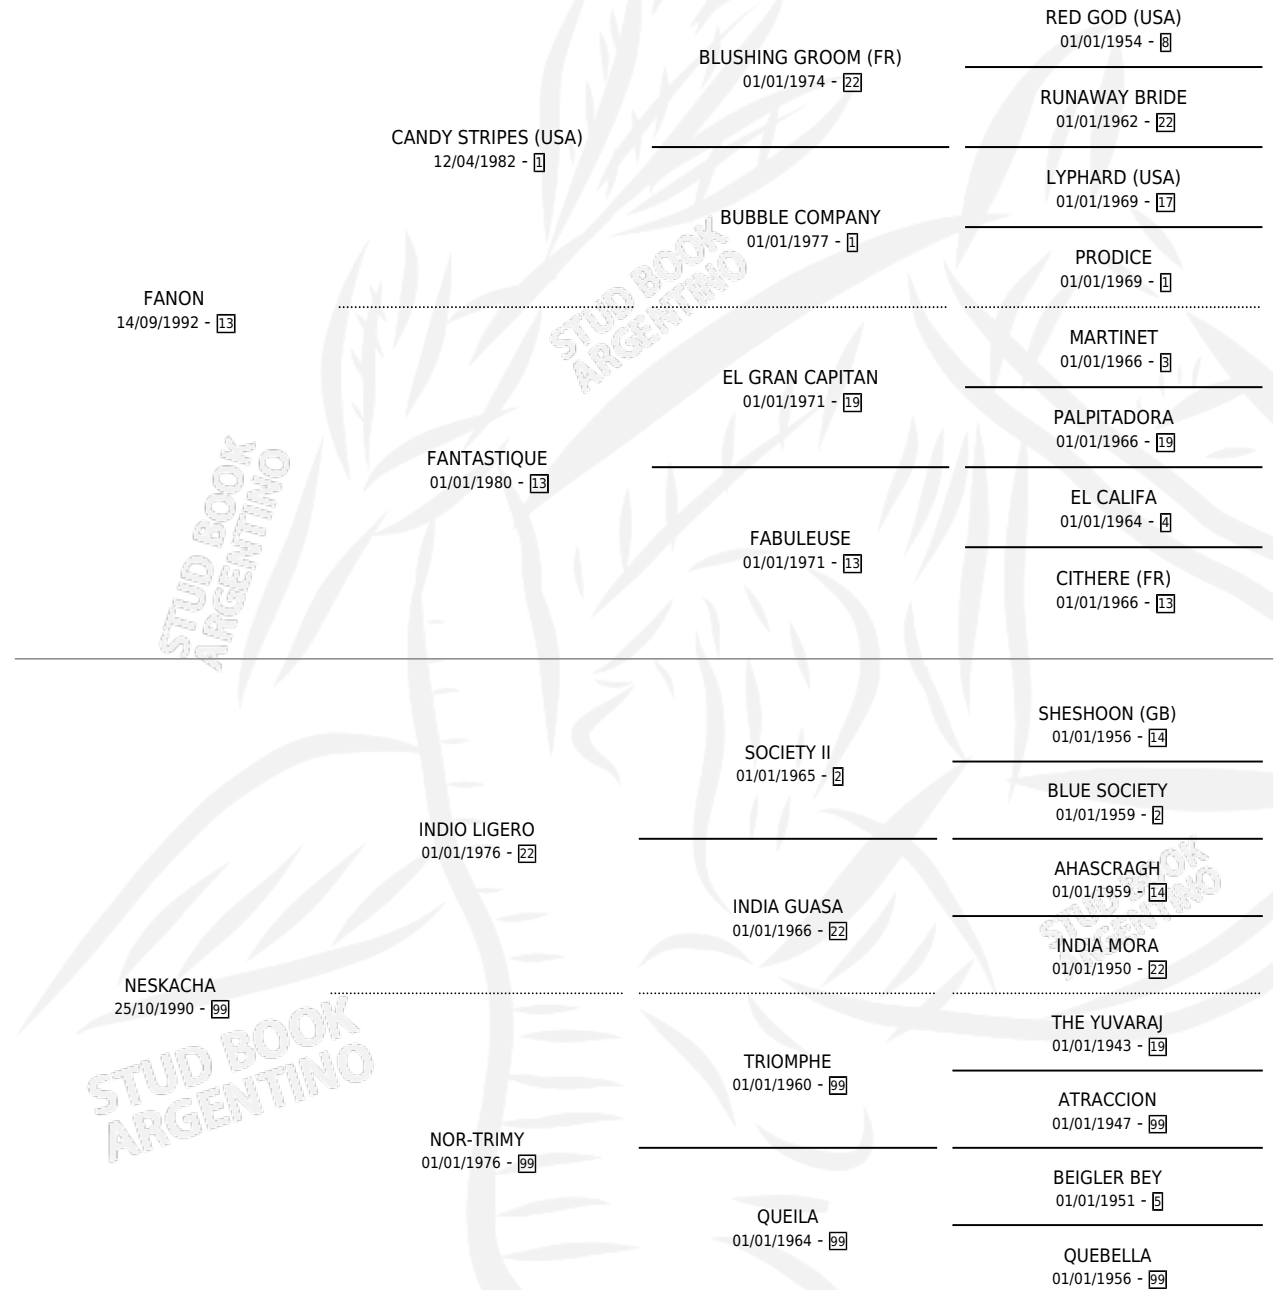 RED GOD (USA)
01/01/1954 - 8
BLUSHING GROOM (FR)
01/01/1974 - 22
RUNAWAY BRIDE
01/01/1962 - 22
CANDY STRIPES (USA)
12/04/1982 - 1
LYPHARD (USA)
01/01/1969 - 17
BUBBLE COMPANY
01/01/1977 - 1
PRODICE
01/01/1969 - 1
FANON
14/09/1992 - 13
MARTINET
01/01/1966 - 3
EL GRAN CAPITAN
01/01/1971 - 19
PALPITADORA
01/01/1966 - 19
FANTASTIQUE
01/01/1980 - 13
EL CALIFA
01/01/1964 - 4
FABULEUSE
01/01/1971 - 13
CITHERE (FR)
01/01/1966 - 13
SHESHOON (GB)
01/01/1956 - 14
SOCIETY II
01/01/1965 - 2
BLUE SOCIETY
01/01/1959 - 2
INDIO LIGERO
01/01/1976 - 22
AHASCRAGH
01/01/1959 - 14
INDIA GUASA
01/01/1966 - 22
INDIA MORA
01/01/1950 - 22
NESKACHA
25/10/1990 - 99
THE YUVARAJ
01/01/1943 - 19
TRIOMPHE
01/01/1960 - 99
ATRACCION
01/01/1947 - 99
NOR-TRIMY
01/01/1976 - 99
BEIGLER BEY
01/01/1951 - 5
QUEILA
01/01/1964 - 99
QUEBELLA
01/01/1956 - 99
STUD BOOK
ARGENTINO
STUD BOOK
ARGENTINO
STUD BOOK
ARGENTINO
STUD BOOK
ARGENTINO